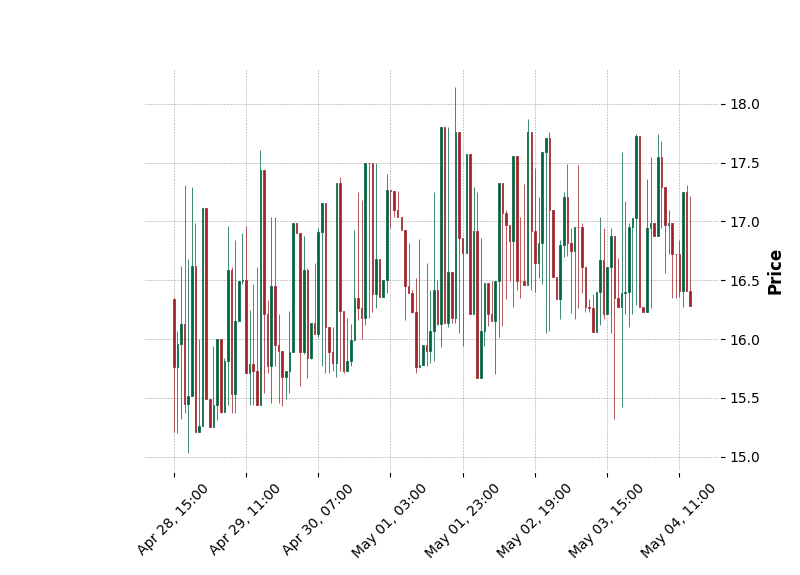 18.0
17.5
17.0
16.5
16.0
15.5
15.0
Price
Apr 28, 15:00
Apr 29, 11:00
Apr 30, 07:00
May 01, 03:00
May 01, 23:00
May 02, 19:00
May 03, 15:00
May 04, 11:00